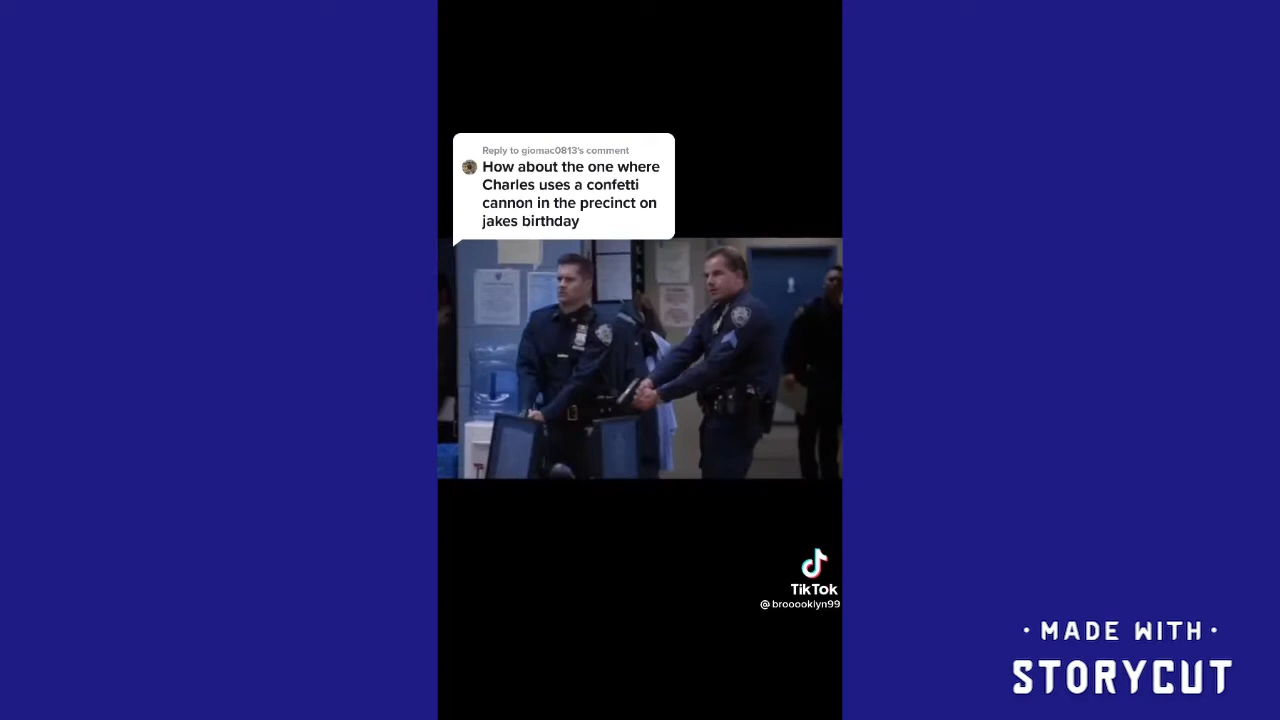 Reply to giomac0813's comment
How about the one where
Charles uses a confetti
cannon in the precinct on
jakes birthday
TikTok
@brooooklyn99
· MADE WITH ·
STORYCUT